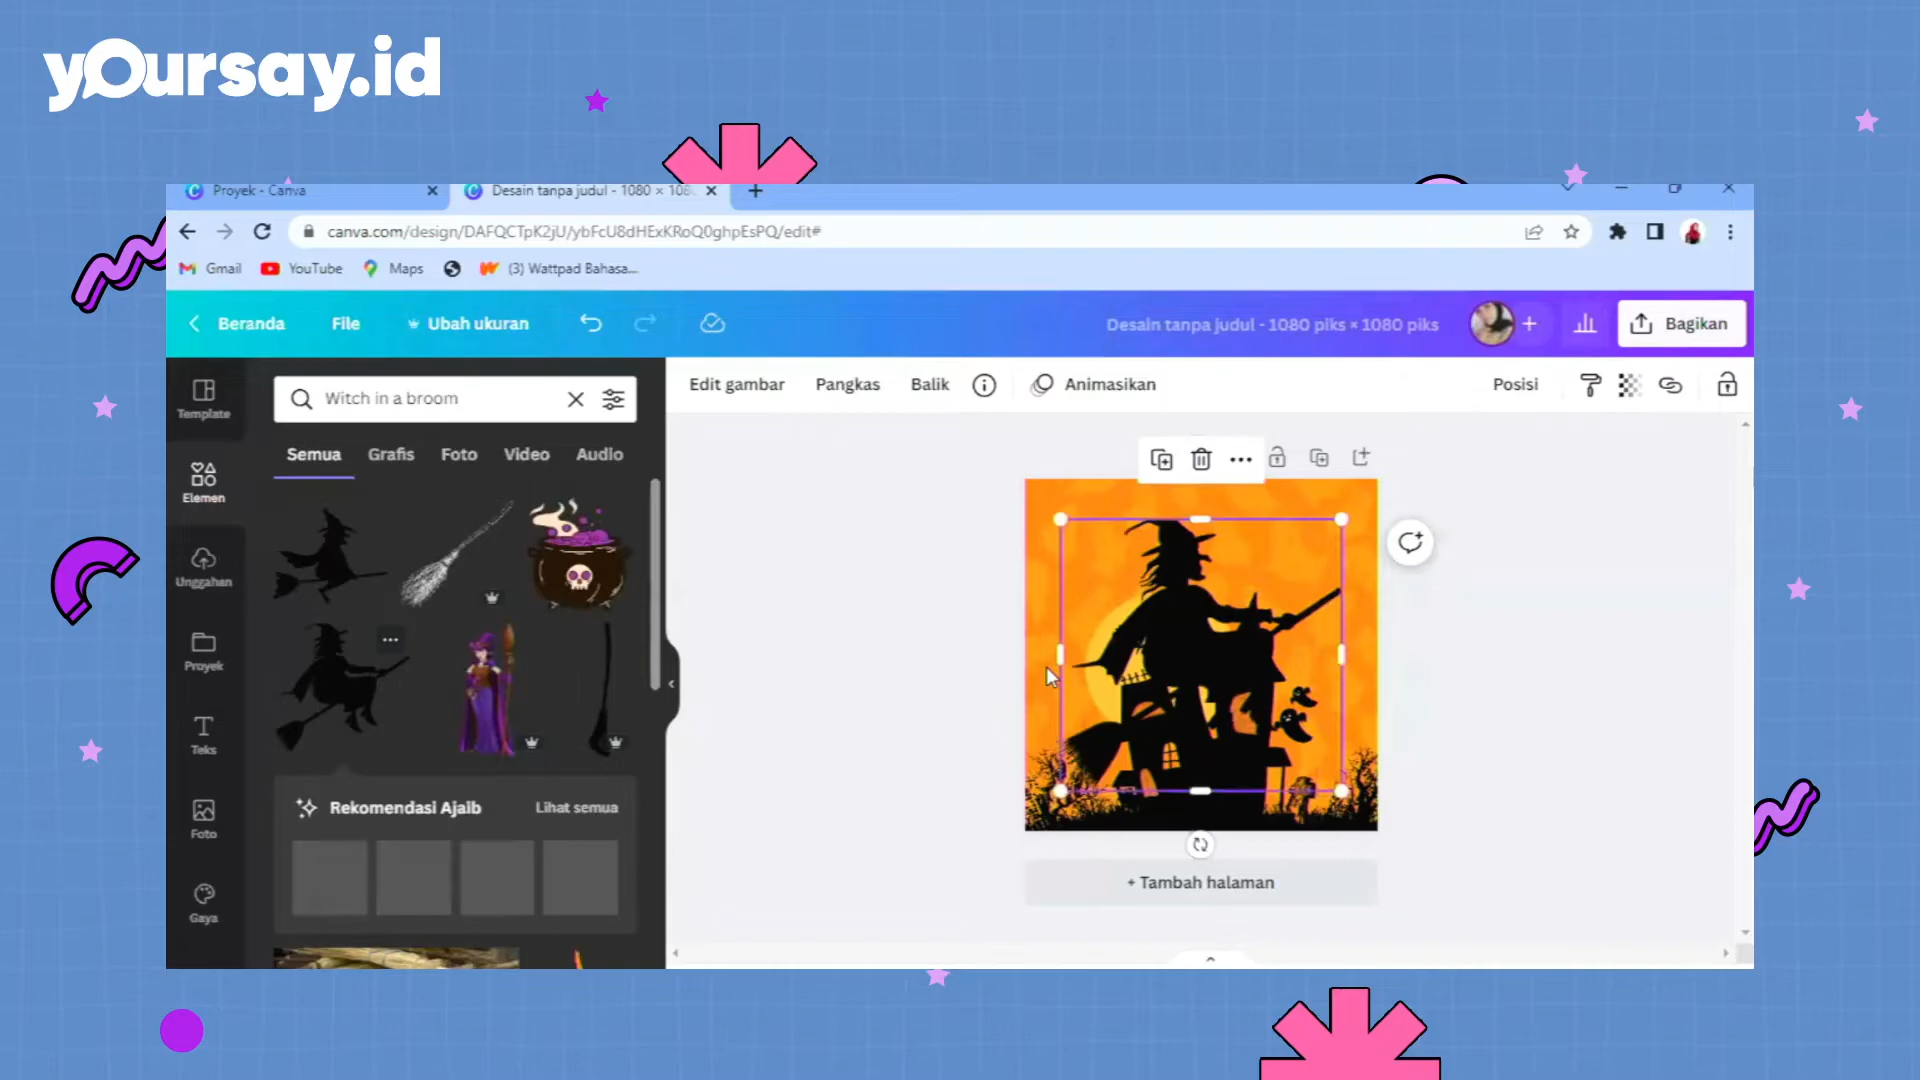 yoursay.id
Proyek - Canva
Desain tanpa judul - 1080 × 108
canva.com/design/DAFQCTpK2jU/ybFcU8dHExKRoQ0ghpEsPQ/edit#
Gmail
YouTube
Maps
(3) Wattpad Bahasa...
Beranda
File
Ubah ukuran
Desain tanpa judul - 1080 piks × 1080 piks
Bagikan
Template
Witch in a broom
Edit gambar
Pangkas
Balik
Animasikan
Posisi
Semua
Grafis
Foto
Video
Audio
Elemen
Unggahan
Proyek
Teks
Rekomendasi Ajaib
Lihat semua
Foto
Gaya
+ Tambah halaman